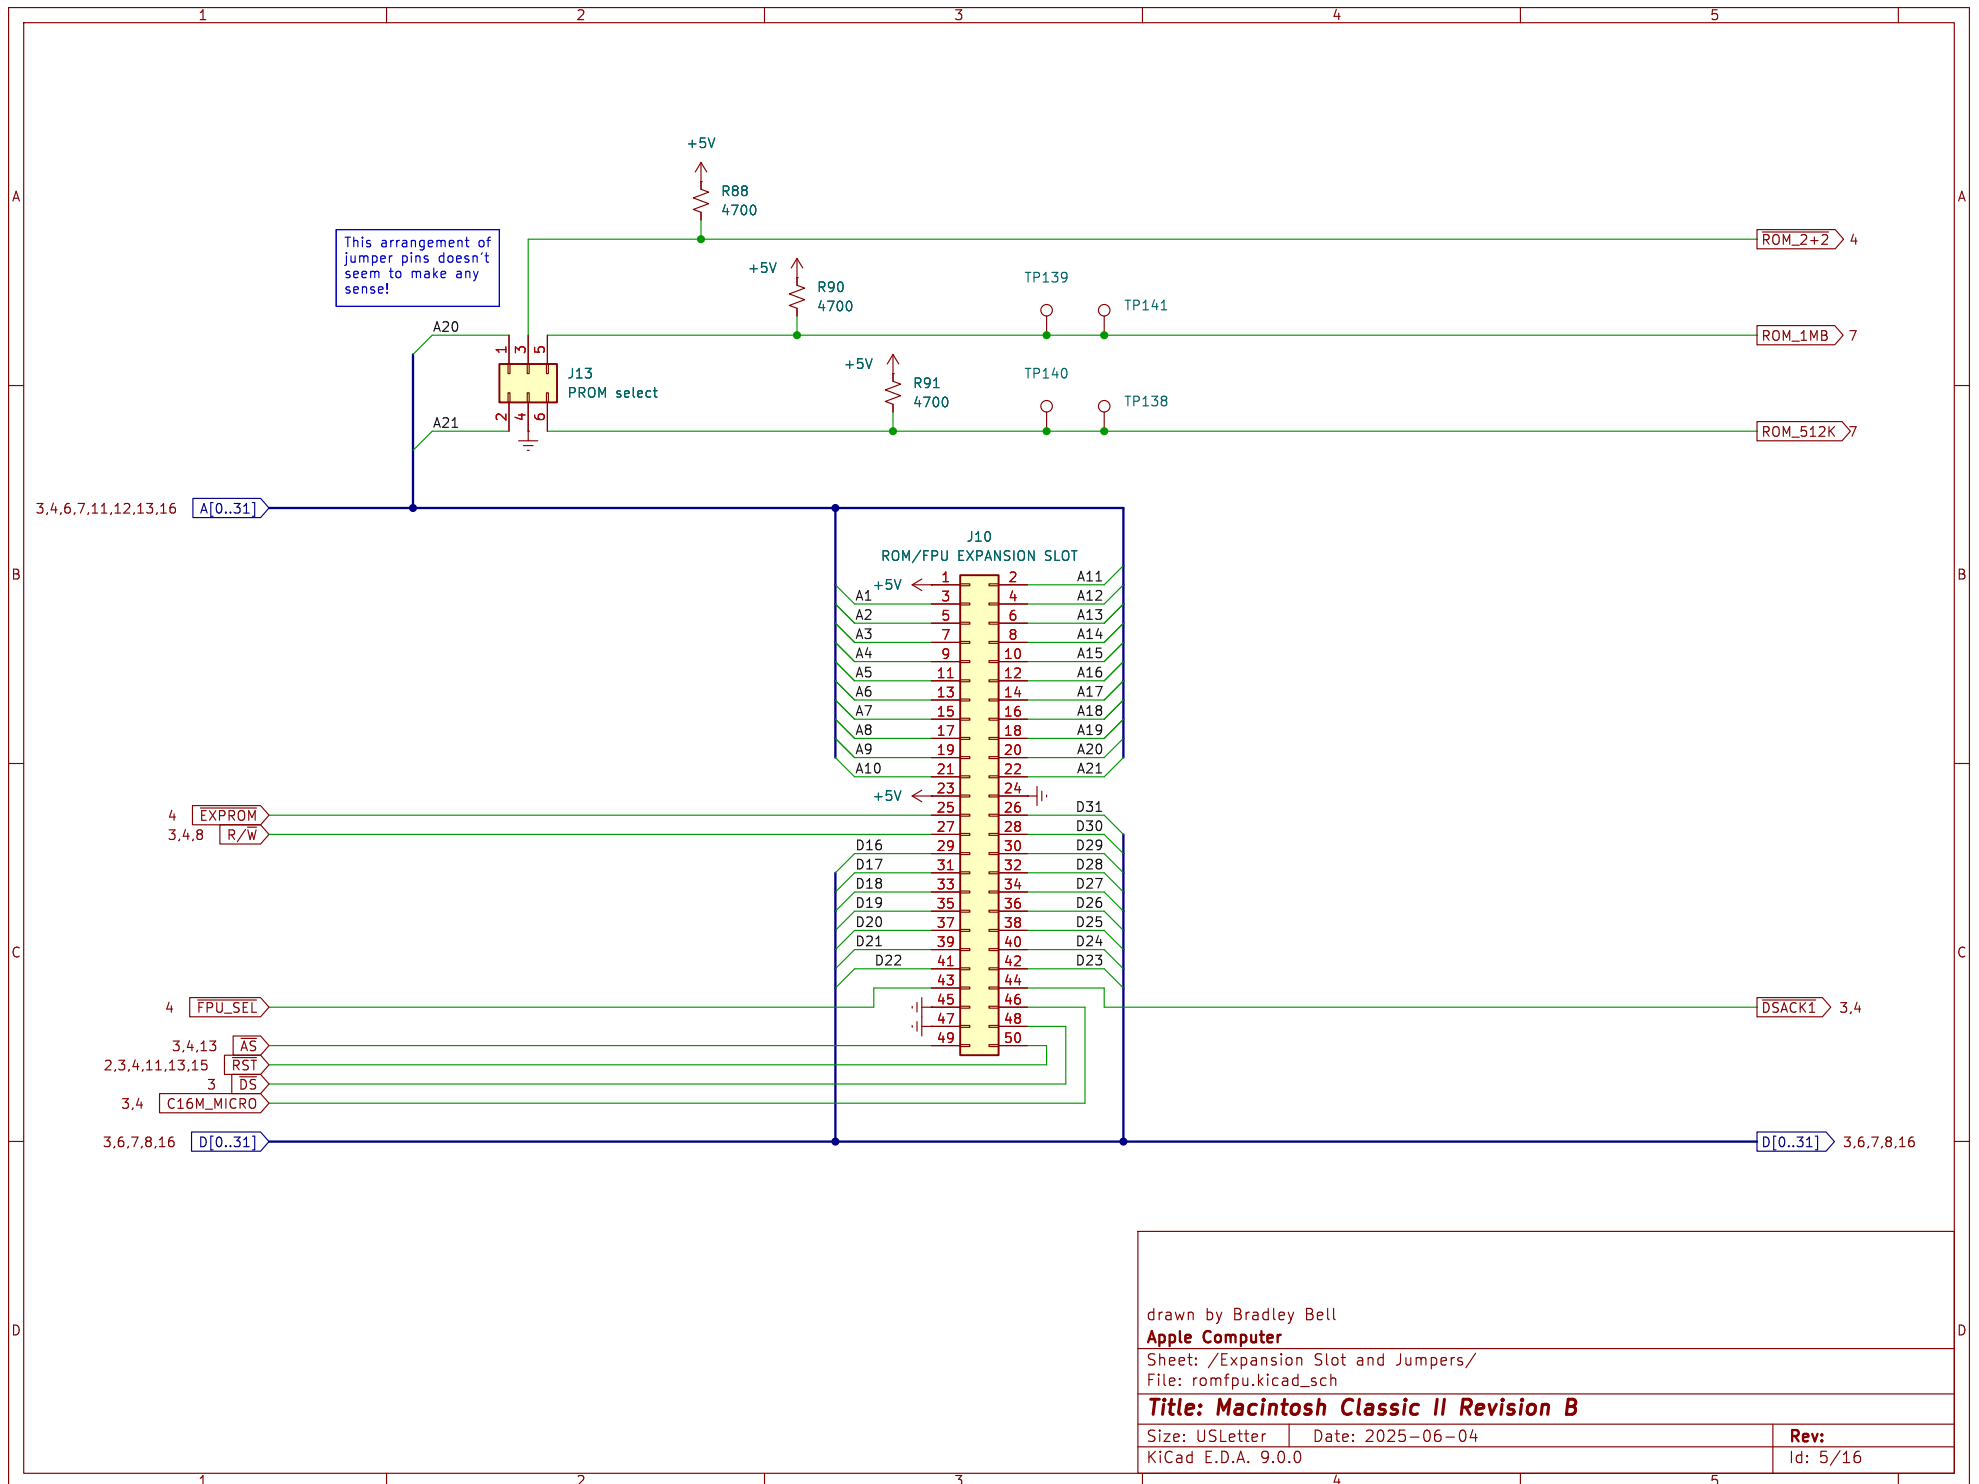 1 2 3 4 5
A A
+5V
R88
4700
This arrangement of
jumper pins doesn't
seem to make any
sense!
ROM_2+2 4
+5V
R90
4700
TP139
TP141
ROM_1MB 7
A20
1 3 5
J13
PROM select
2 4 6
A21
+5V
R91
4700
TP140
TP138
ROM_512K 7
3,4,6,7,11,12,13,16 A[0..31]
B B
J10
ROM/FPU EXPANSION SLOT
+5V 1 2 A11
A1 3 4 A12
A2 5 6 A13
A3 7 8 A14
A4 9 10 A15
A5 11 12 A16
A6 13 14 A17
A7 15 16 A18
A8 17 18 A19
A9 19 20 A20
A10 21 22 A21
+5V 23 24
4 EXPROM 25 26 D31
3,4,8 R/W 27 28 D30
D16 29 30 D29
D17 31 32 D28
D18 33 34 D27
D19 35 36 D26
D20 37 38 D25
D21 39 40 D24
D22 41 42 D23
C C
43 44
4 FPU_SEL 45 46 DSACK1 3,4
47 48
3,4,13 AS 49 50
2,3,4,11,13,15 RST
3 DS
3,4 C16M_MICRO
3,6,7,8,16 D[0..31] D[0..31] 3,6,7,8,16
D D
drawn by Bradley Bell
Apple Computer
Sheet: /Expansion Slot and Jumpers/
File: romfpu.kicad_sch
Title: Macintosh Classic II Revision B
Size: USLetter Date: 2025-06-04 Rev:
KiCad E.D.A. 9.0.0 Id: 5/16
1 2 3 4 5